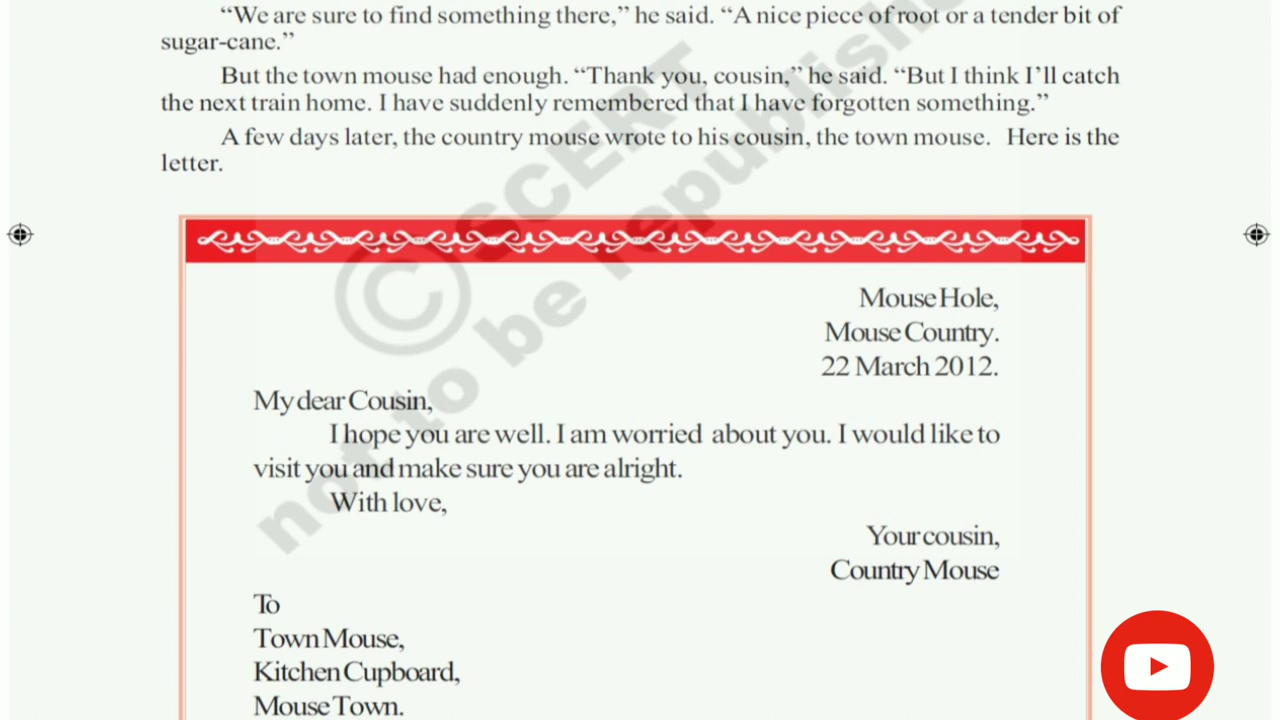 “We are sure to find something there,” he said. “A nice piece of root or a tender bit of
sugar-cane.”
But the town mouse had enough. “Thank you, cousin,” he said. “But I think I’ll catch
the next train home. I have suddenly remembered that I have forgotten something.”
A few days later, the country mouse wrote to his cousin, the town mouse. Here is the
letter.
© SCERT
not to be republished
Mouse Hole,
Mouse Country.
22 March 2012.
My dear Cousin,
I hope you are well. I am worried about you. I would like to
visit you and make sure you are alright.
With love,
Your cousin,
Country Mouse
To
Town Mouse,
Kitchen Cupboard,
Mouse Town.